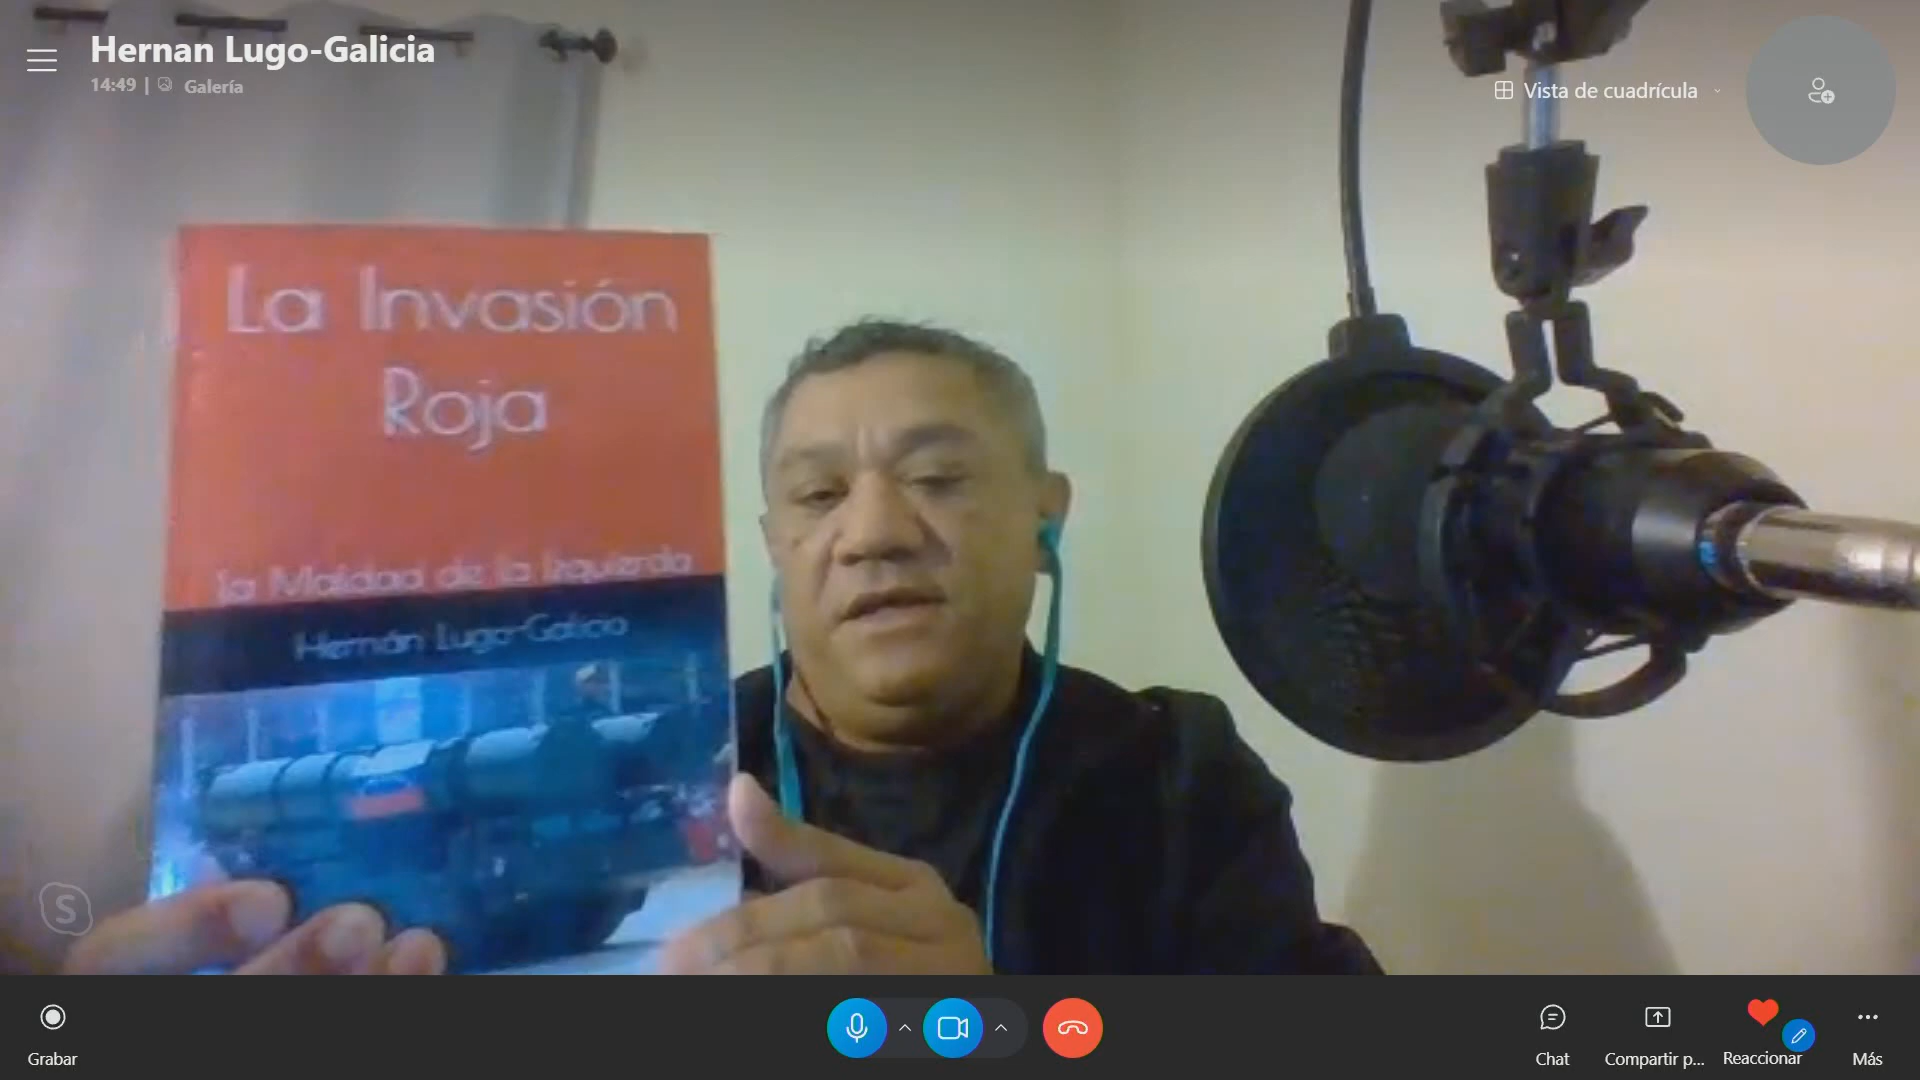 Hernan Lugo-Galicia
14:49 | Galería
Vista de cuadrícula
La Invasión
Roja
La Maldad de la Izquierda
Hernán Lugo-Galicia
S
Grabar
Chat
Compartir p...
Reaccionar
Más